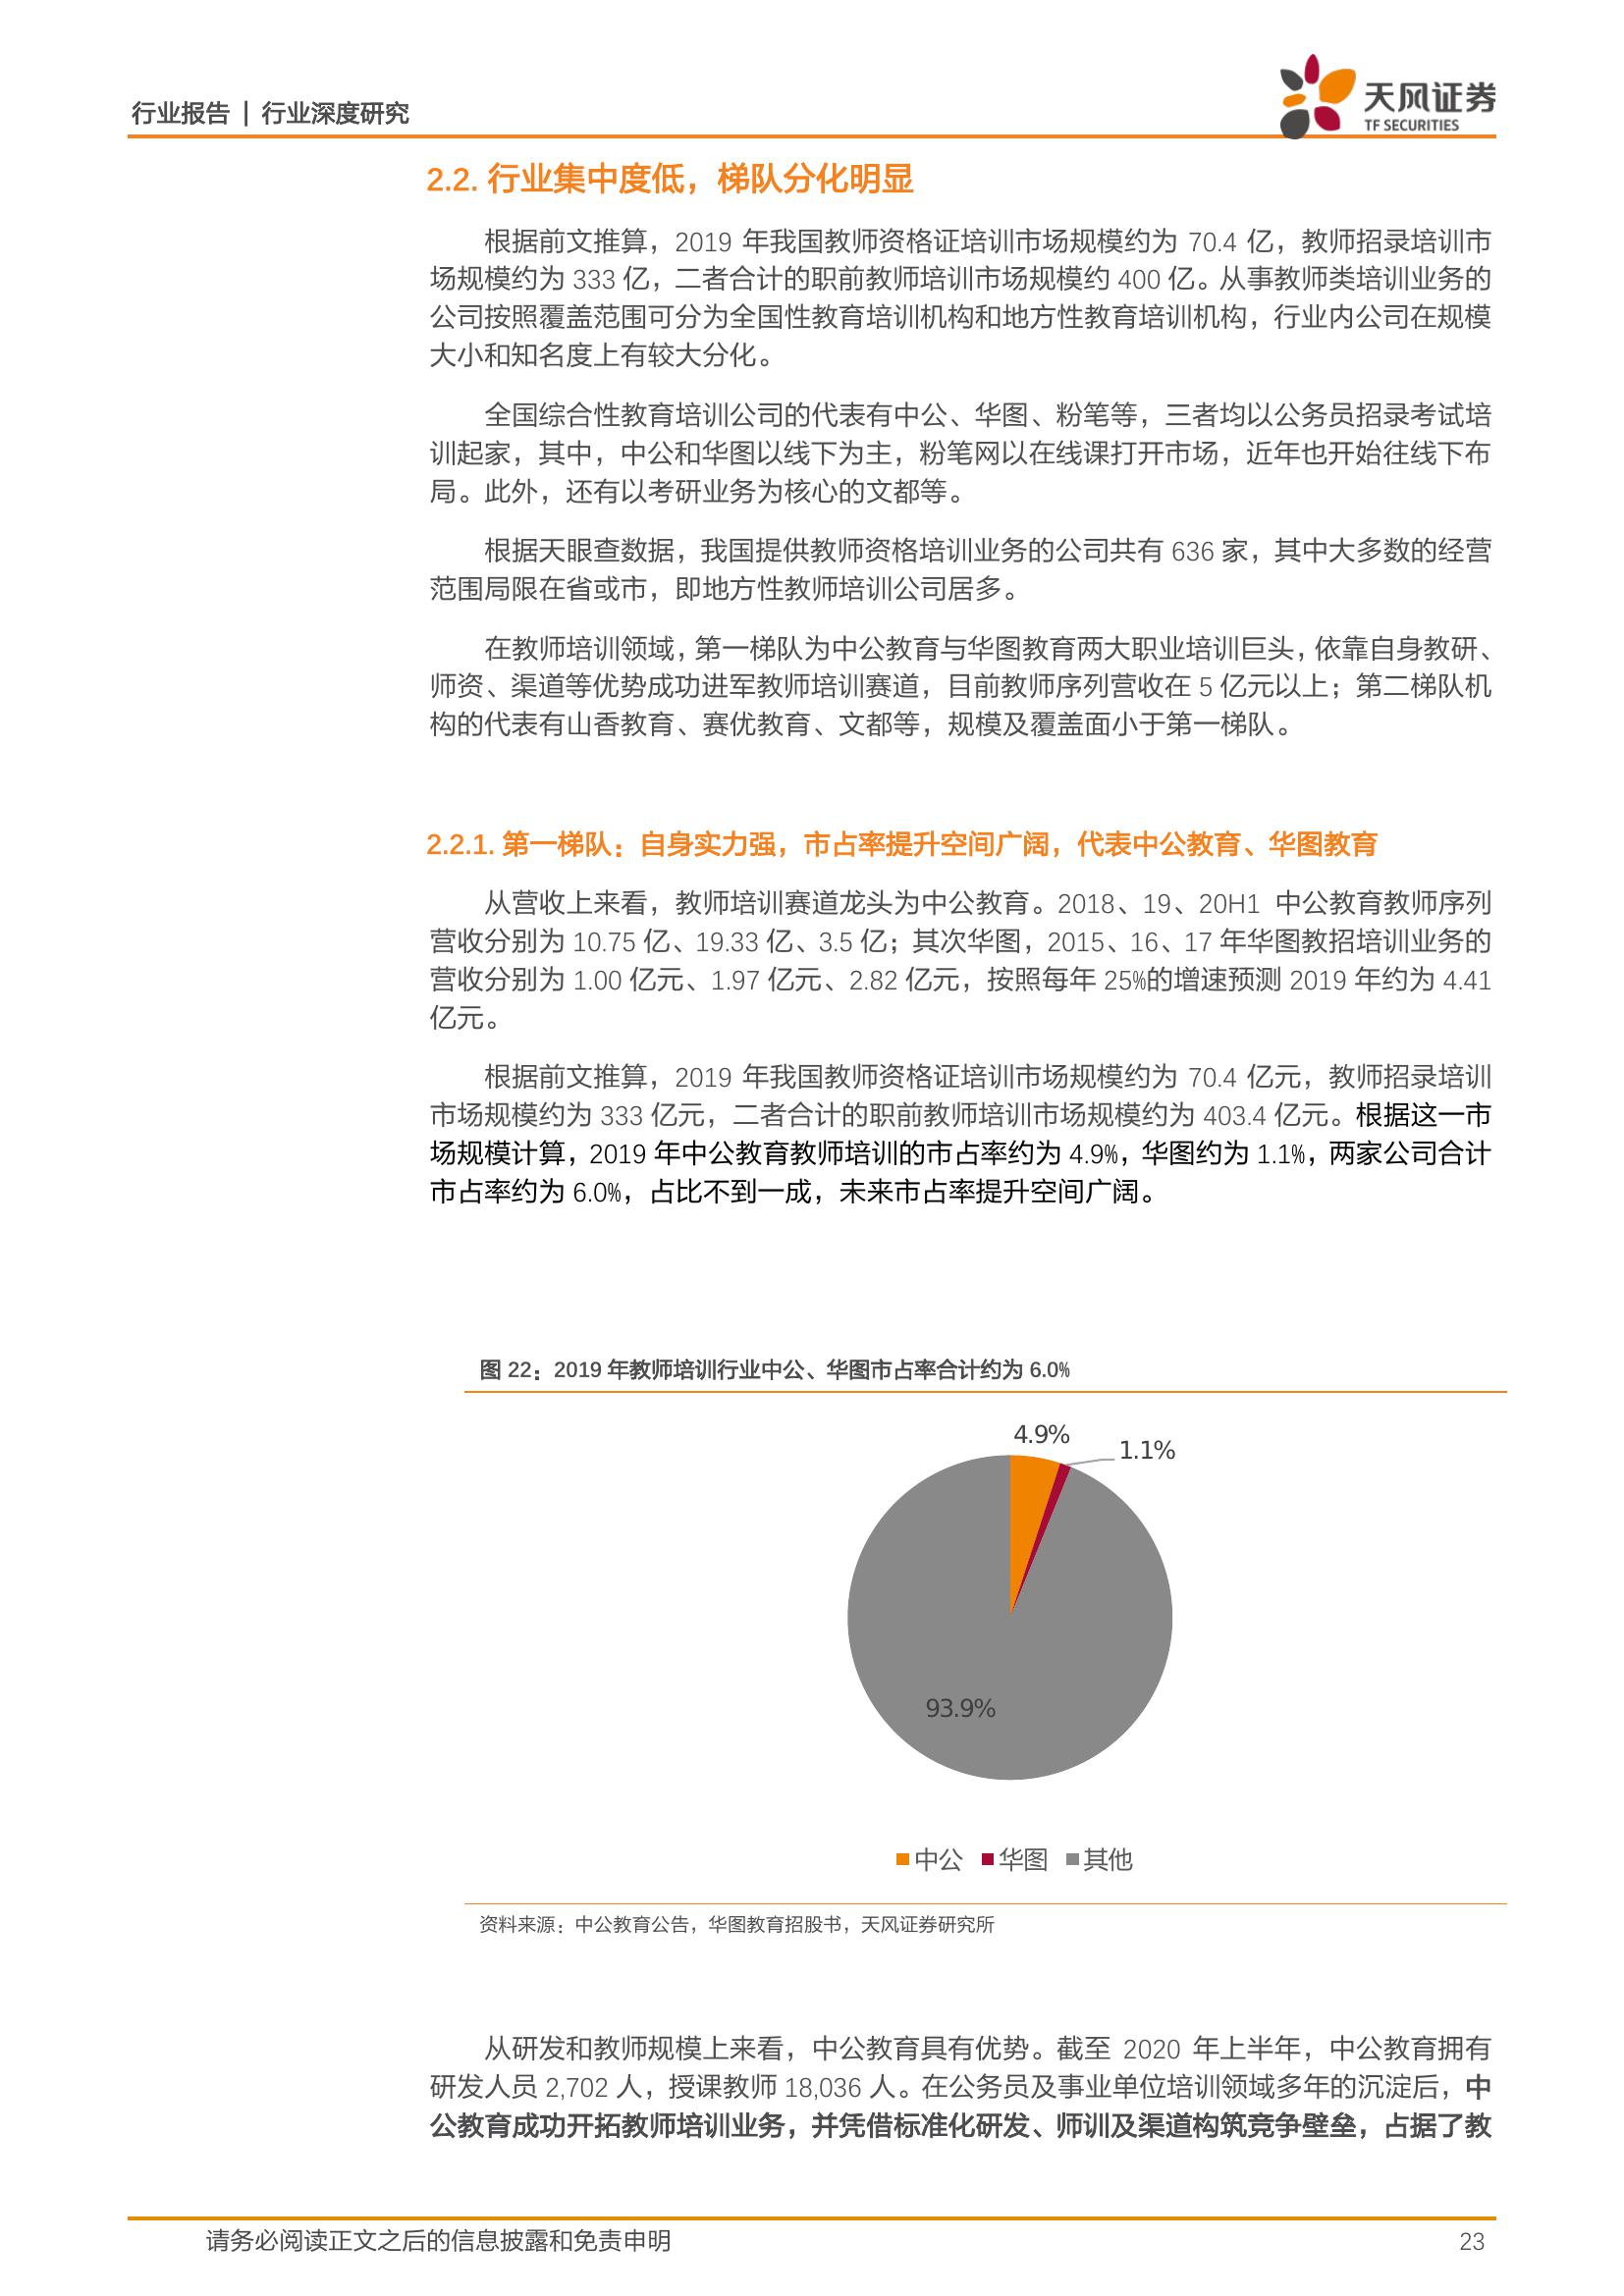 行业报告 | 行业深度研究
天风证券
TF SECURITIES
2.2. 行业集中度低，梯队分化明显
根据前文推算，2019 年我国教师资格证培训市场规模约为 70.4 亿，教师招录培训市
场规模约为 333 亿，二者合计的职前教师培训市场规模约 400 亿。从事教师类培训业务的
公司按照覆盖范围可分为全国性教育培训机构和地方性教育培训机构，行业内公司在规模
大小和知名度上有较大分化。
全国综合性教育培训公司的代表有中公、华图、粉笔等，三者均以公务员招录考试培
训起家，其中，中公和华图以线下为主，粉笔网以在线课打开市场，近年也开始往线下布
局。此外，还有以考研业务为核心的文都等。
根据天眼查数据，我国提供教师资格培训业务的公司共有 636 家，其中大多数的经营
范围局限在省或市，即地方性教师培训公司居多。
在教师培训领域，第一梯队为中公教育与华图教育两大职业培训巨头，依靠自身教研、
师资、渠道等优势成功进军教师培训赛道，目前教师序列营收在 5 亿元以上；第二梯队机
构的代表有山香教育、赛优教育、文都等，规模及覆盖面小于第一梯队。
2.2.1. 第一梯队：自身实力强，市占率提升空间广阔，代表中公教育、华图教育
从营收上来看，教师培训赛道龙头为中公教育。2018、19、20H1 中公教育教师序列
营收分别为 10.75 亿、19.33 亿、3.5 亿；其次华图，2015、16、17 年华图教招培训业务的
营收分别为 1.00 亿元、1.97 亿元、2.82 亿元，按照每年 25%的增速预测 2019 年约为 4.41
亿元。
根据前文推算，2019 年我国教师资格证培训市场规模约为 70.4 亿元，教师招录培训
市场规模约为 333 亿元，二者合计的职前教师培训市场规模约为 403.4 亿元。根据这一市
场规模计算，2019 年中公教育教师培训的市占率约为 4.9%，华图约为 1.1%，两家公司合计
市占率约为 6.0%，占比不到一成，未来市占率提升空间广阔。
图 22：2019 年教师培训行业中公、华图市占率合计约为 6.0%
4.9%
1.1%
93.9%
中公 华图 其他
资料来源：中公教育公告，华图教育招股书，天风证券研究所
从研发和教师规模上来看，中公教育具有优势。截至 2020 年上半年，中公教育拥有
研发人员 2,702 人，授课教师 18,036 人。在公务员及事业单位培训领域多年的沉淀后，中
公教育成功开拓教师培训业务，并凭借标准化研发、师训及渠道构筑竞争壁垒，占据了教
请务必阅读正文之后的信息披露和免责申明
23